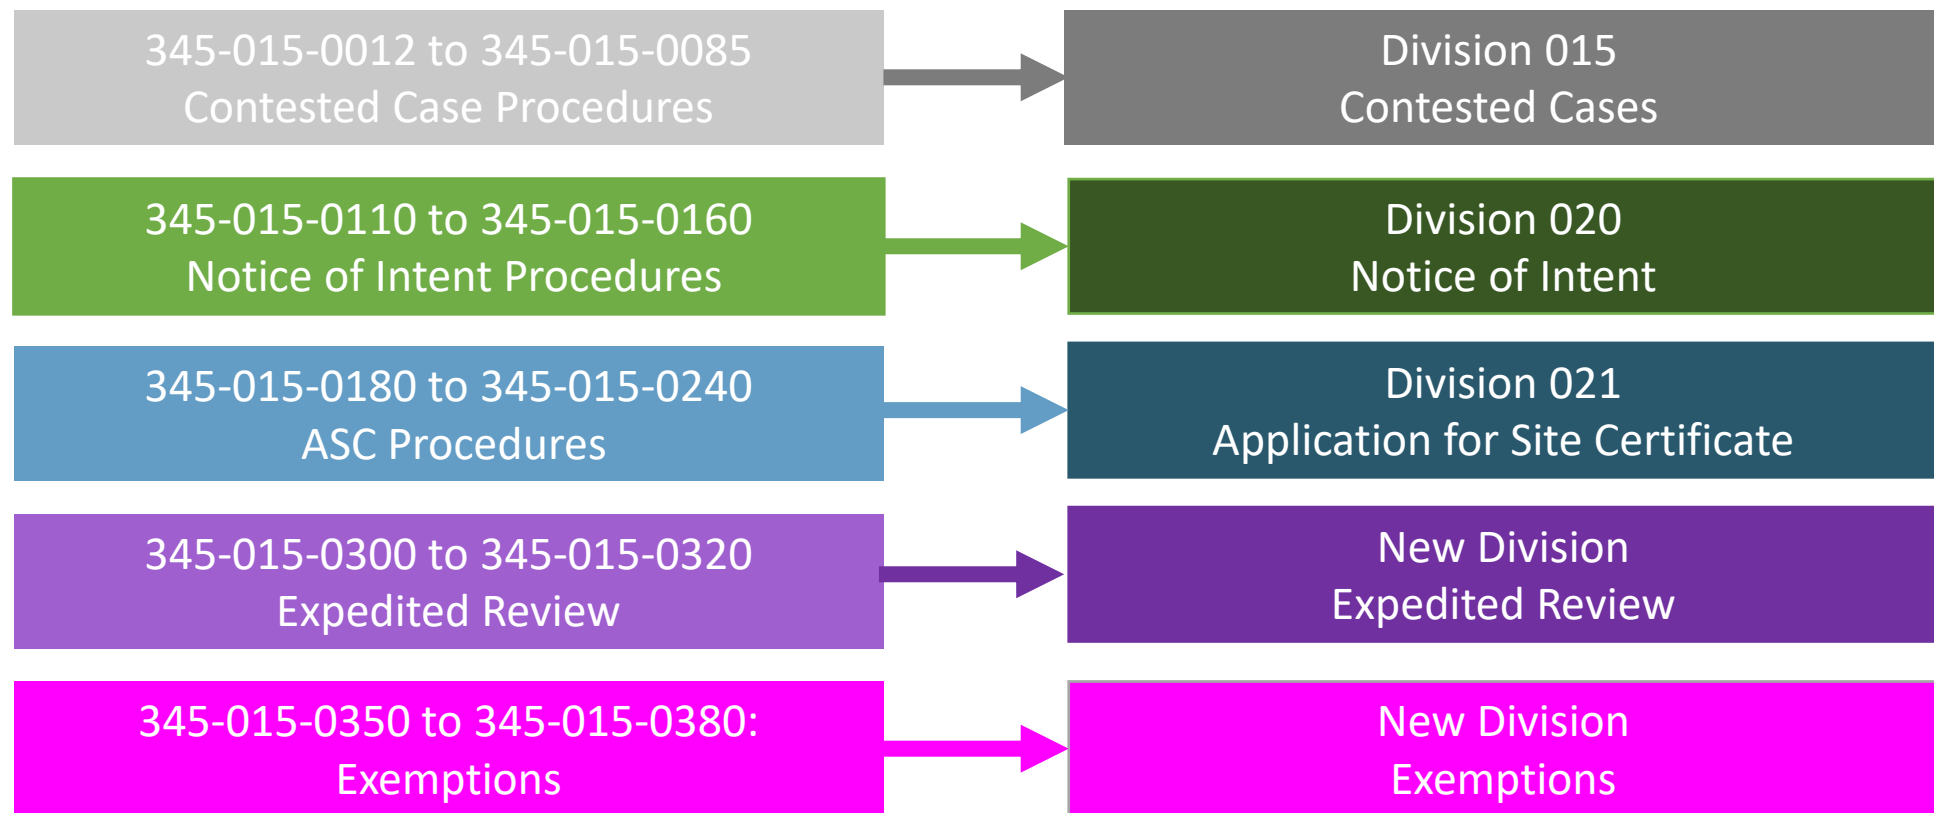 345-015-0012 to 345-015-0085
Contested Case Procedures
Division 015
Contested Cases
345-015-0110 to 345-015-0160
Notice of Intent Procedures
Division 020
Notice of Intent
345-015-0180 to 345-015-0240
ASC Procedures
Division 021
Application for Site Certificate
345-015-0300 to 345-015-0320
Expedited Review
New Division
Expedited Review
345-015-0350 to 345-015-0380:
Exemptions
New Division
Exemptions